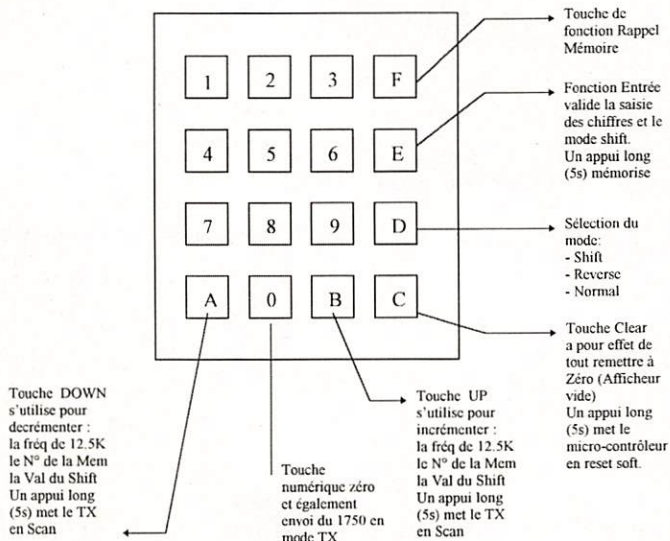 1 2 3 F
4 5 6 E
7 8 9 D
A 0 B C
Touche de
fonction Rappel
Mémoire
Fonction Entrée
valide la saisie
des chiffres et le
mode shift.
Un appui long
(5s) mémorise
Sélection du
mode:
- Shift
- Reverse
- Normal
Touche Clear
a pour effet de
tout remettre à
Zéro (Afficheur
vide)
Un appui long
(5s) met le
micro-contrôleur
en reset soft.
Touche DOWN
s'utilise pour
decrémenter :
la fréq de 12.5K
le N° de la Mem
la Val du Shift
Un appui long
(5s) met le TX
en Scan
Touche
numérique zéro
et également
envoi du 1750 en
mode TX
Touche UP
s'utilise pour
incrémenter :
la fréq de 12.5K
le N° de la Mem
la Val du Shift
Un appui long
(5s) met le TX
en Scan